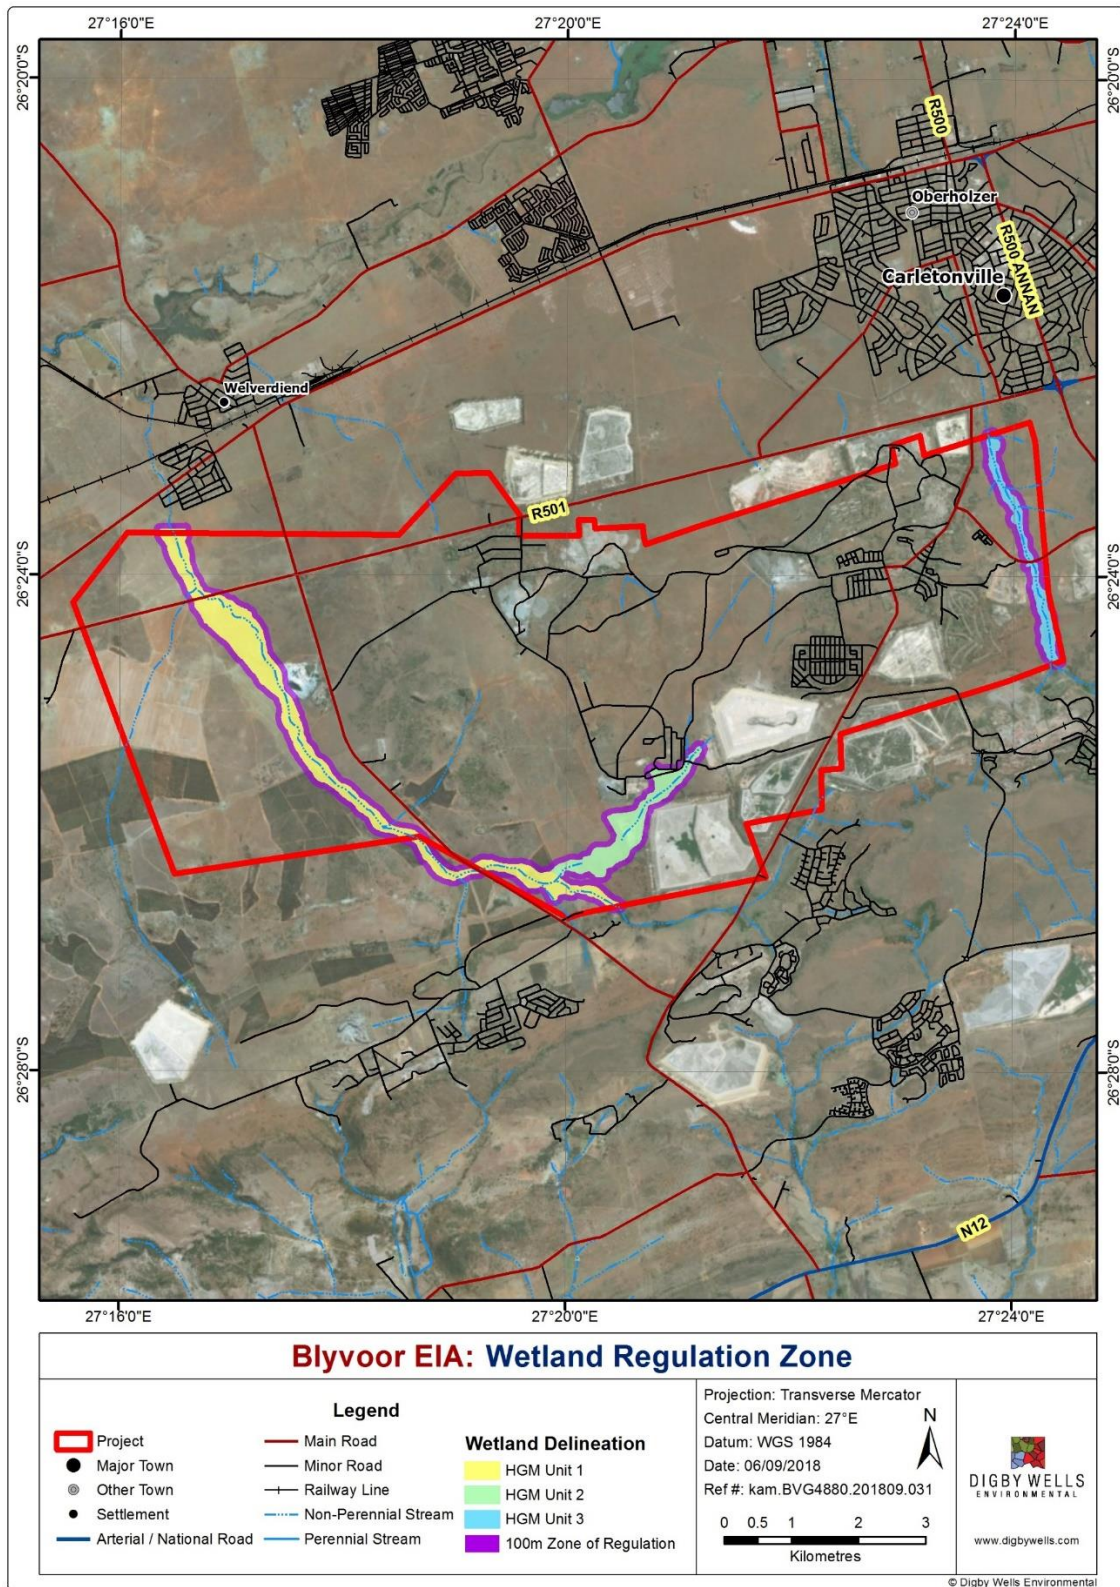 27°16'0"E
27°20'0"E
27°24'0"E
26°20'0"S
26°20'0"S
R500
Oberholzer
R500 ANNAN
Carletonville
Welverdiend
R501
26°24'0"S
26°24'0"S
26°28'0"S
26°28'0"S
N12
27°16'0"E
27°20'0"E
27°24'0"E
Blyvoor EIA: Wetland Regulation Zone
Legend
Project
Major Town
Other Town
Settlement
Arterial / National Road
Main Road
Minor Road
Railway Line
Non-Perennial Stream
Perennial Stream
Wetland Delineation
HGM Unit 1
HGM Unit 2
HGM Unit 3
100m Zone of Regulation
Projection: Transverse Mercator
Central Meridian: 27°E
Datum: WGS 1984
Date: 06/09/2018
Ref #: kam.BVG4880.201809.031
N
0 0.5 1 2 3
Kilometres
DIGBY WELLS
ENVIRONMENTAL
www.digbywells.com
© Digby Wells Environmental